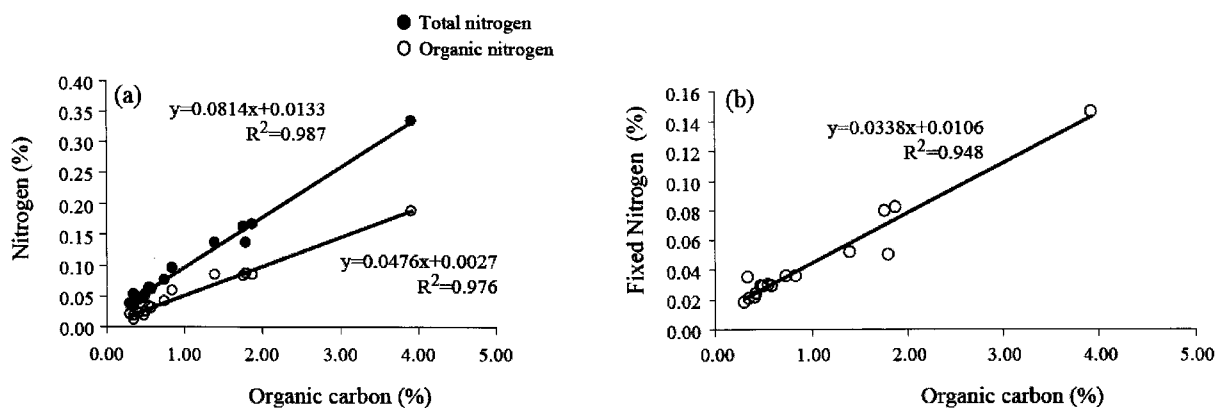 Total nitrogen
Organic nitrogen
(a)
y=0.0814x+0.0133
R²=0.987
y=0.0476x+0.0027
R²=0.976
Nitrogen (%)
0.40
0.35
0.30
0.25
0.20
0.15
0.10
0.05
0.00
0.00 1.00 2.00 3.00 4.00 5.00
Organic carbon (%)
(b)
y=0.0338x+0.0106
R²=0.948
Fixed Nitrogen (%)
0.16
0.14
0.12
0.10
0.08
0.06
0.04
0.02
0.00
0.00 1.00 2.00 3.00 4.00 5.00
Organic carbon (%)